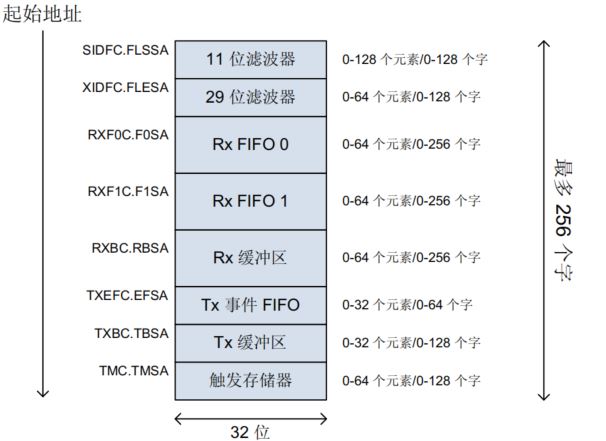 起始地址
SIDFC.FLSSA
11 位滤波器
0-128 个元素/0-128 个字
XIDFC.FLESA
29 位滤波器
0-64 个元素/0-128 个字
RXF0C.F0SA
Rx FIFO 0
0-64 个元素/0-256 个字
RXF1C.F1SA
Rx FIFO 1
0-64 个元素/0-256 个字
RXBC.RBSA
Rx 缓冲区
0-64 个元素/0-256 个字
TXEFC.EFSA
Tx 事件 FIFO
0-32 个元素/0-64 个字
TXBC.TBSA
Tx 缓冲区
0-32 个元素/0-128 个字
TMC.TMSA
触发存储器
0-64 个元素/0-128 个字
最多 256 个字
32 位